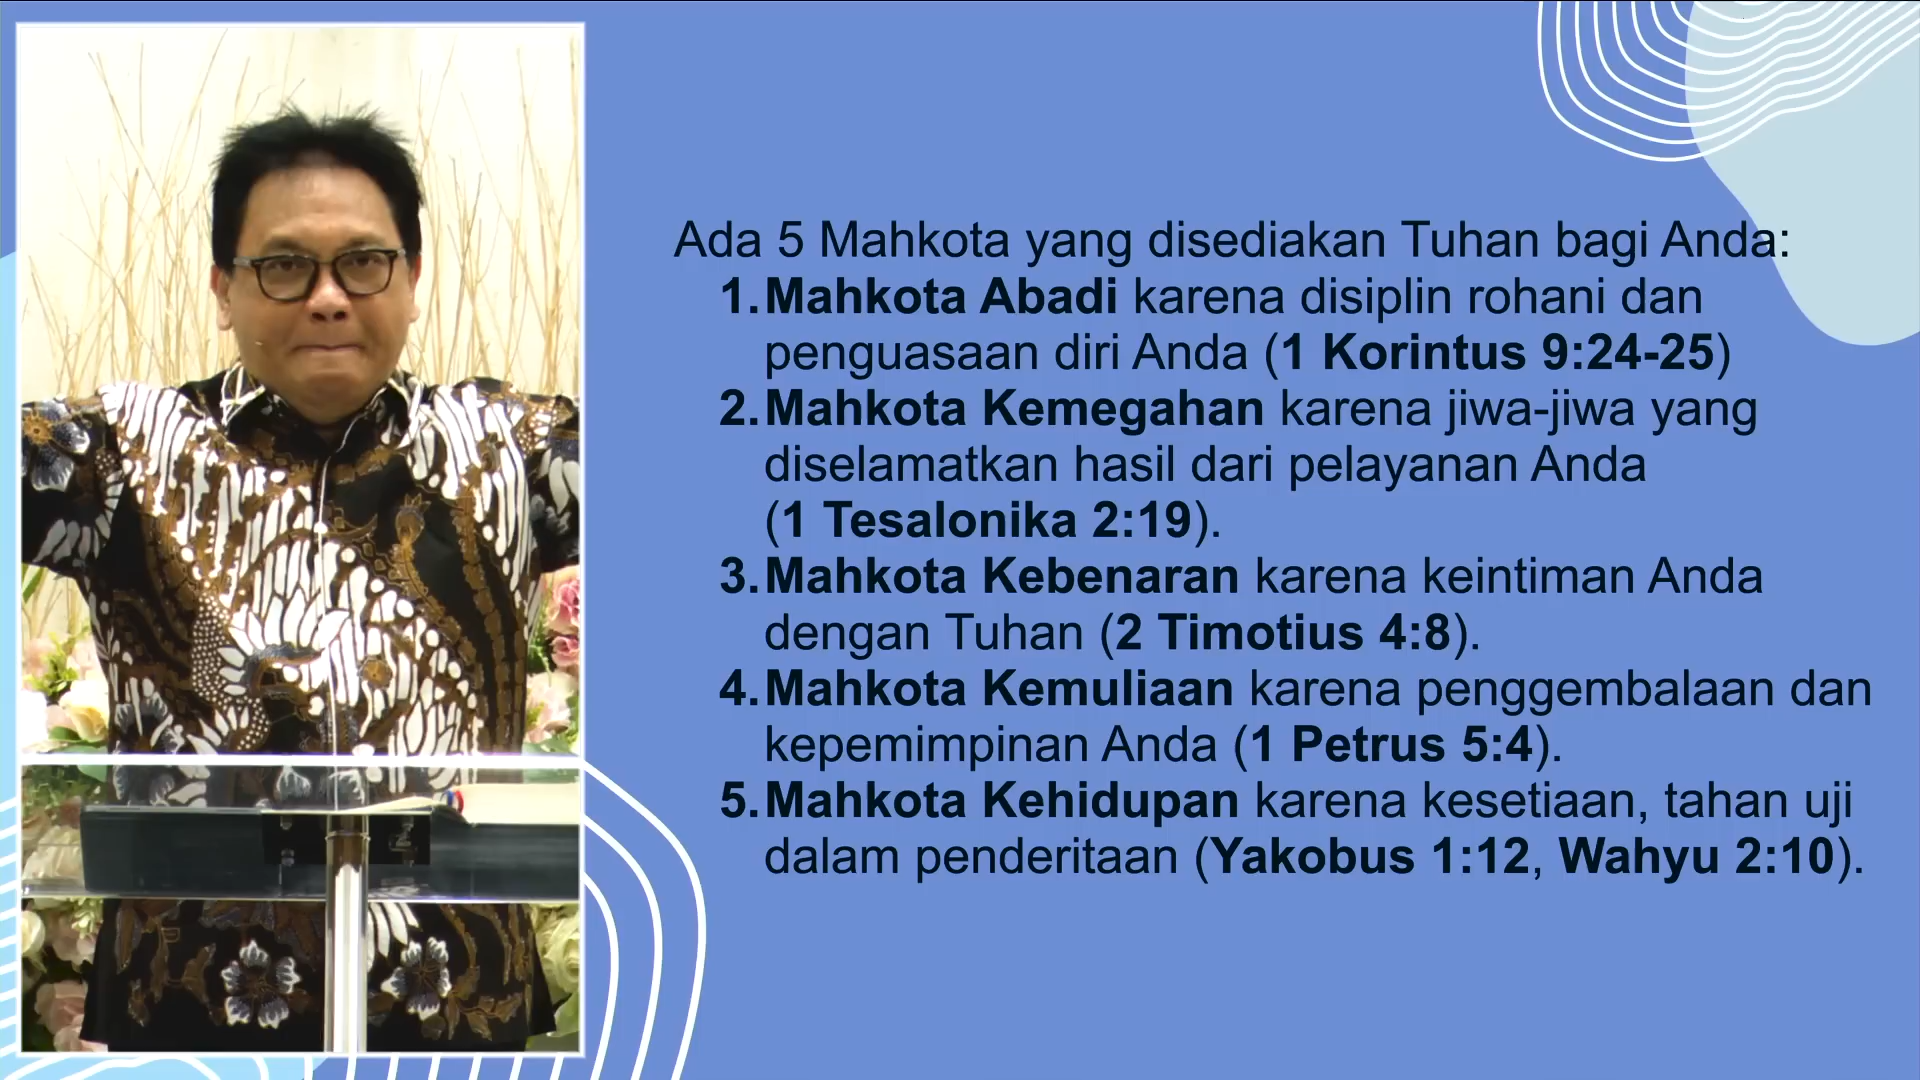 Ada 5 Mahkota yang disediakan Tuhan bagi Anda:
1. Mahkota Abadi karena disiplin rohani dan
penguasaan diri Anda (1 Korintus 9:24-25)
2. Mahkota Kemegahan karena jiwa-jiwa yang
diselamatkan hasil dari pelayanan Anda
(1 Tesalonika 2:19).
3. Mahkota Kebenaran karena keintiman Anda
dengan Tuhan (2 Timotius 4:8).
4. Mahkota Kemuliaan karena penggembalaan dan
kepemimpinan Anda (1 Petrus 5:4).
5. Mahkota Kehidupan karena kesetiaan, tahan uji
dalam penderitaan (Yakobus 1:12, Wahyu 2:10).